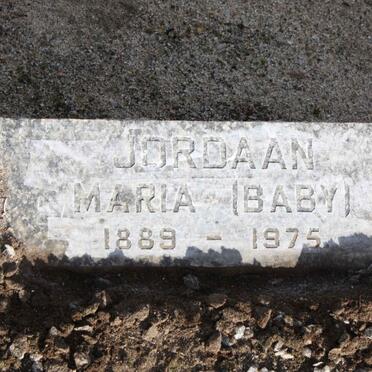 JORDAAN
MARIA (BABY)
1889 - 1975